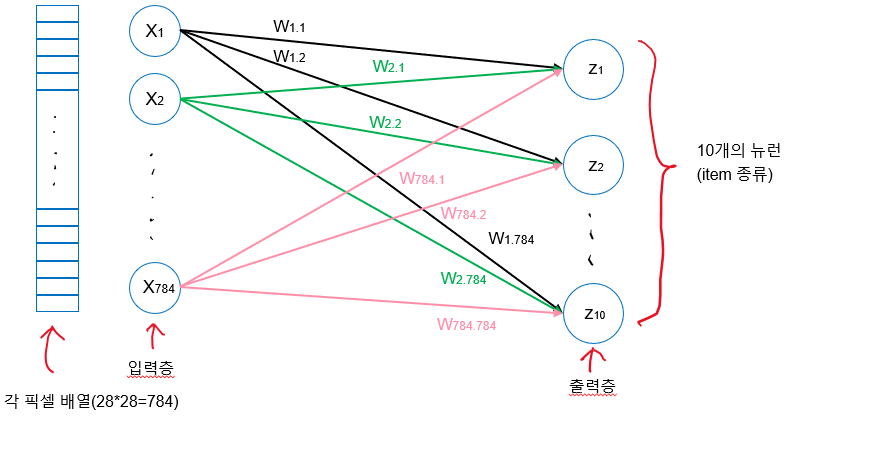 X1
W1.1
W1.2
W2.1
z1
X2
W2.2
10개의 뉴런
(item 종류)
z2
W784.1
W784.2
W1.784
W2.784
X784
z10
W784.784
입력층
출력층
각 픽셀 배열(28*28=784)